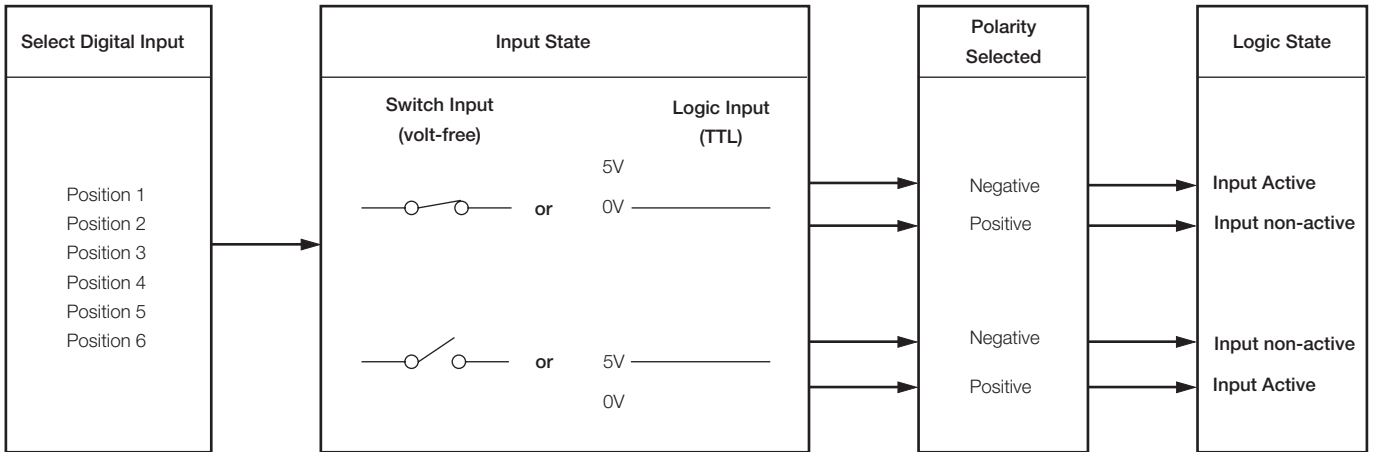 Select Digital Input
Position 1
Position 2
Position 3
Position 4
Position 5
Position 6
Input State
Switch Input
(volt-free)
Logic Input
(TTL)
or
5V
0V
or
5V
0V
Polarity
Selected
Negative
Positive
Negative
Positive
Logic State
Input Active
Input non-active
Input non-active
Input Active